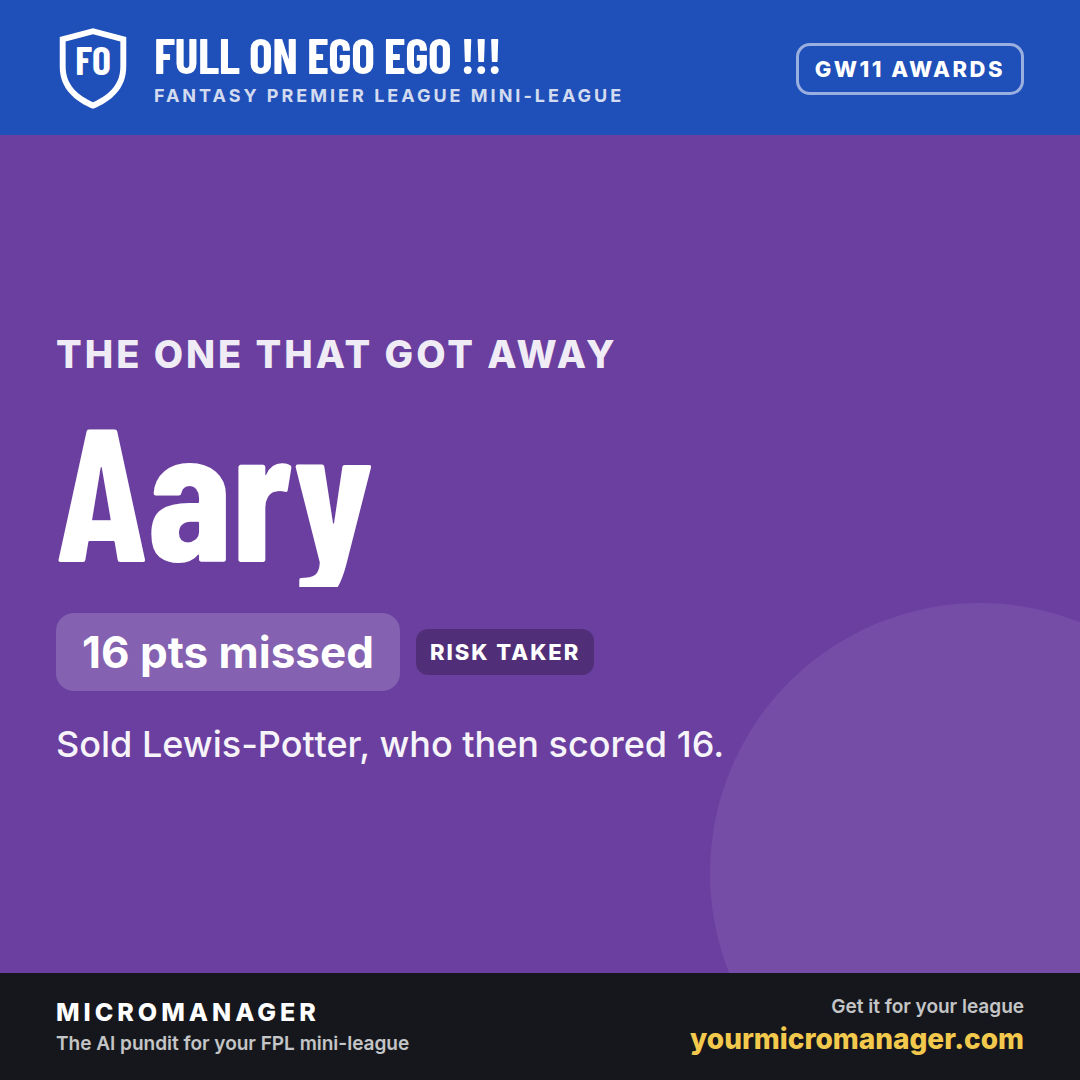 FO
FULL ON EGO EGO !!!
FANTASY PREMIER LEAGUE MINI-LEAGUE
GW11 AWARDS
THE ONE THAT GOT AWAY
Aary
16 pts missed
RISK TAKER
Sold Lewis-Potter, who then scored 16.
MICROMANAGER
The AI pundit for your FPL mini-league
Get it for your league
yourmicromanager.com